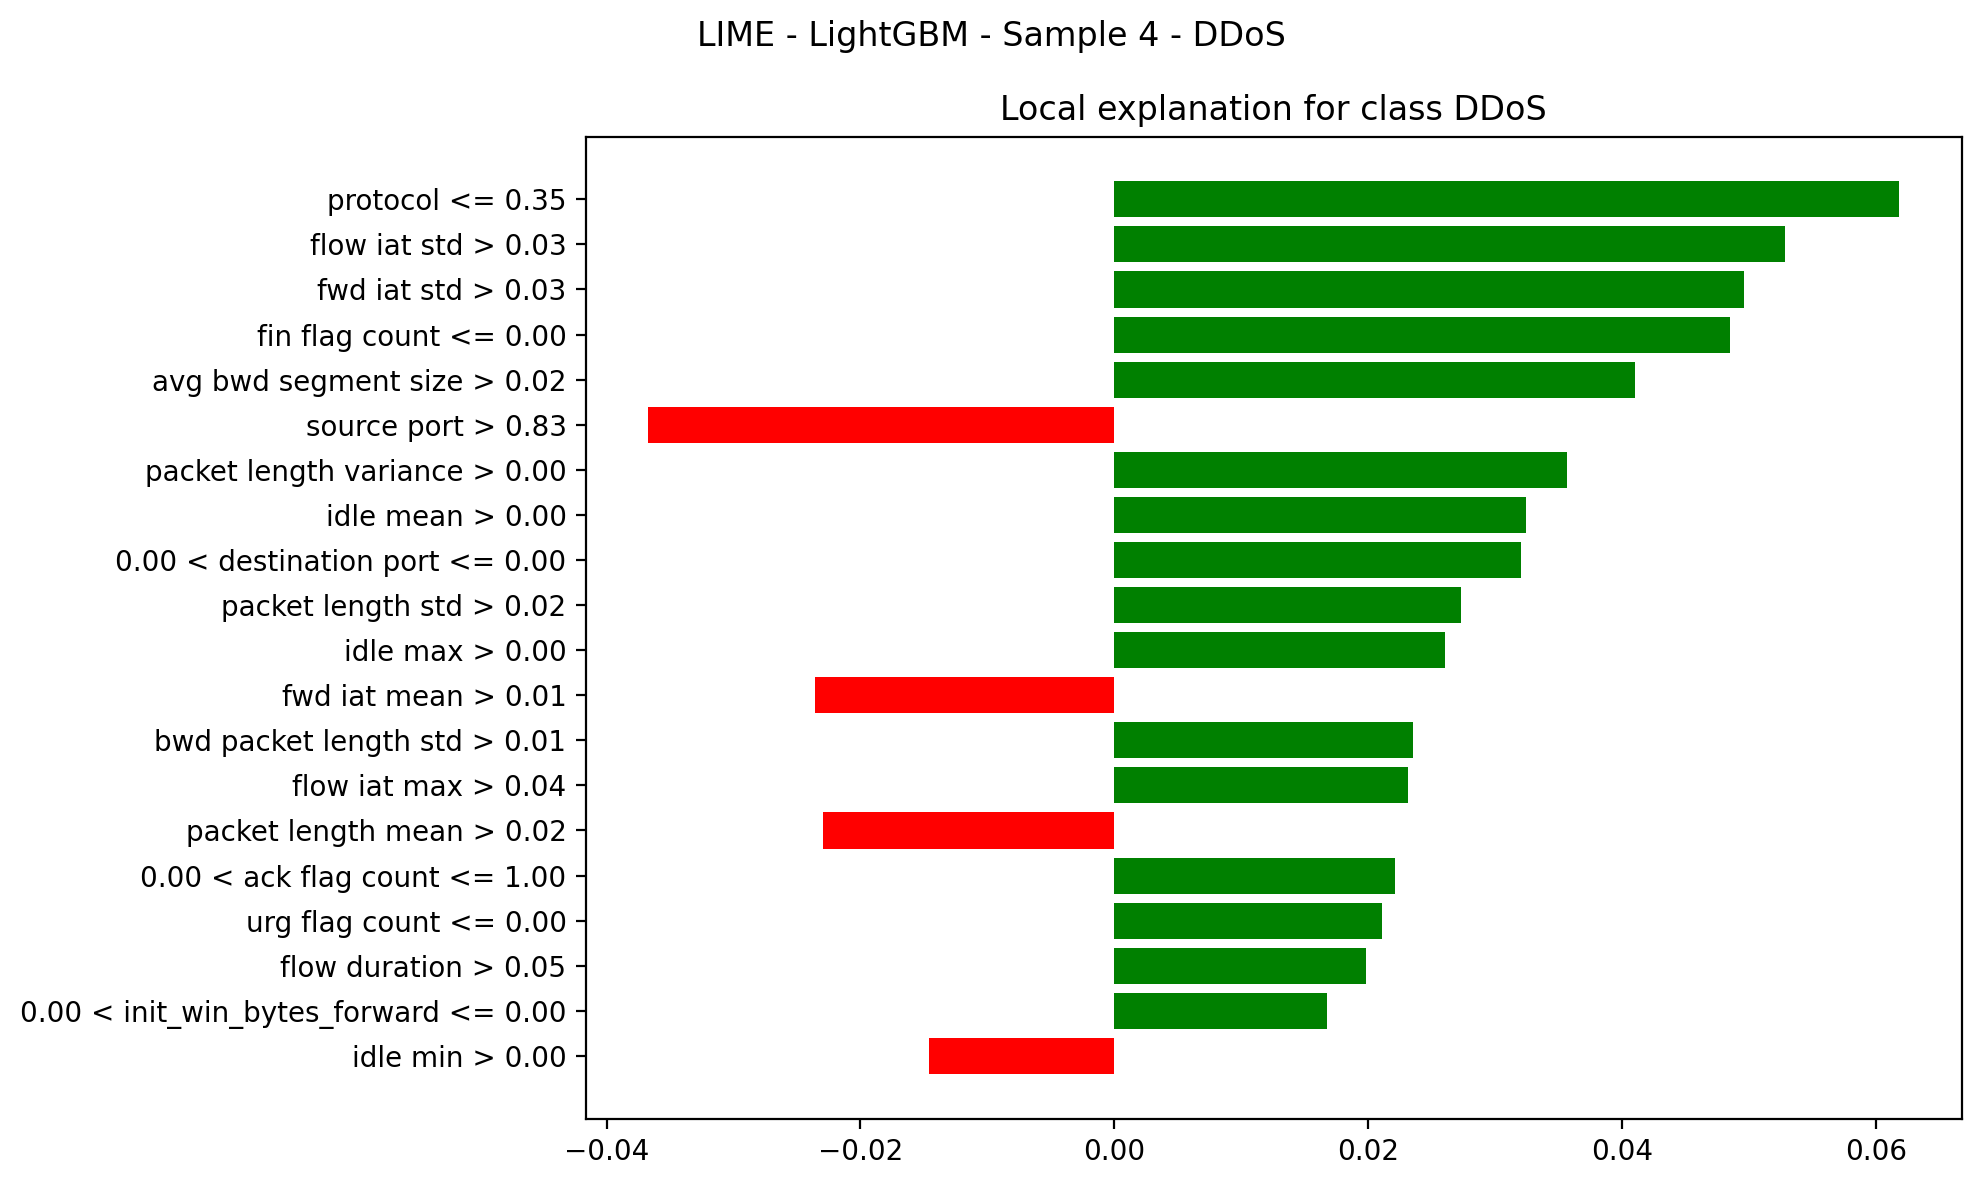 LIME - LightGBM - Sample 4 - DDoS
Local explanation for class DDoS
protocol <= 0.35
flow iat std > 0.03
fwd iat std > 0.03
fin flag count <= 0.00
avg bwd segment size > 0.02
source port > 0.83
packet length variance > 0.00
idle mean > 0.00
0.00 < destination port <= 0.00
packet length std > 0.02
idle max > 0.00
fwd iat mean > 0.01
bwd packet length std > 0.01
flow iat max > 0.04
packet length mean > 0.02
0.00 < ack flag count <= 1.00
urg flag count <= 0.00
flow duration > 0.05
0.00 < init_win_bytes_forward <= 0.00
idle min > 0.00
−0.04 −0.02 0.00 0.02 0.04 0.06